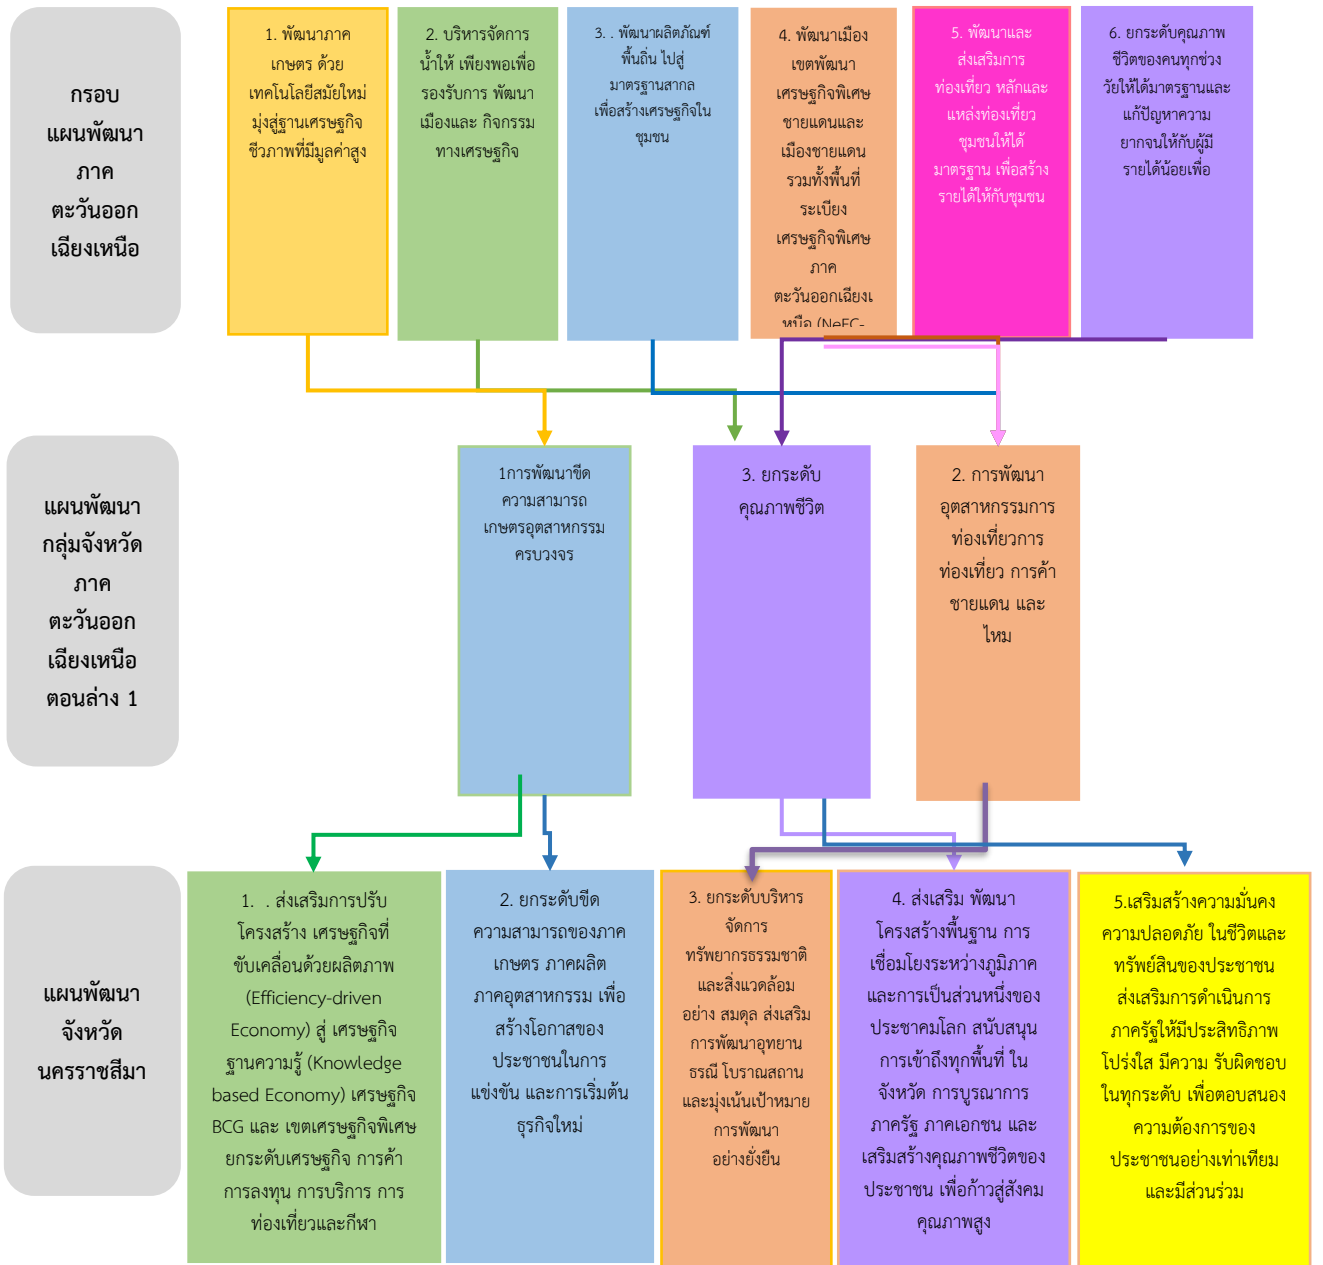 กรอบ
แผนพัฒนา
ภาค
ตะวันออก
เฉียงเหนือ
1. พัฒนาภาค
เกษตร ด้วย
เทคโนโลยีสมัยใหม่
มุ่งสู่ฐานเศรษฐกิจ
ชีวภาพที่มีมูลค่าสูง
2. บริหารจัดการ
น้ำให้ เพียงพอเพื่อ
รองรับการ พัฒนา
เมืองและ กิจกรรม
ทางเศรษฐกิจ
3. . พัฒนาผลิตภัณฑ์
พื้นถิ่น ไปสู่
มาตรฐานสากล
เพื่อสร้างเศรษฐกิจใน
ชุมชน
4. พัฒนาเมือง
เขตพัฒนา
เศรษฐกิจพิเศษ
ชายแดนและ
เมืองชายแดน
รวมทั้งพื้นที่
ระเบียง
เศรษฐกิจพิเศษ
ภาค
ตะวันออกเฉียงเ
หนือ (NeEC-
5. พัฒนาและ
ส่งเสริมการ
ท่องเที่ยว หลักและ
แหล่งท่องเที่ยว
ชุมชนให้ได้
มาตรฐาน เพื่อสร้าง
รายได้ให้กับชุมชน
6. ยกระดับคุณภาพ
ชีวิตของคนทุกช่วง
วัยให้ได้มาตรฐานและ
แก้ปัญหาความ
ยากจนให้กับผู้มี
รายได้น้อยเพื่อ
แผนพัฒนา
กลุ่มจังหวัด
ภาค
ตะวันออก
เฉียงเหนือ
ตอนล่าง 1
1การพัฒนาขีด
ความสามารถ
เกษตรอุตสาหกรรม
ครบวงจร
3. ยกระดับ
คุณภาพชีวิต
2. การพัฒนา
อุตสาหกรรมการ
ท่องเที่ยวการ
ท่องเที่ยว การค้า
ชายแดน และ
ไหม
แผนพัฒนา
จังหวัด
นครราชสีมา
1. . ส่งเสริมการปรับ
โครงสร้าง เศรษฐกิจที่
ขับเคลื่อนด้วยผลิตภาพ
(Efficiency-driven
Economy) สู่ เศรษฐกิจ
ฐานความรู้ (Knowledge
based Economy) เศรษฐกิจ
BCG และ เขตเศรษฐกิจพิเศษ
ยกระดับเศรษฐกิจ การค้า
การลงทุน การบริการ การ
ท่องเที่ยวและกีฬา
2. ยกระดับขีด
ความสามารถของภาค
เกษตร ภาคผลิต
ภาคอุตสาหกรรม เพื่อ
สร้างโอกาสของ
ประชาชนในการ
แข่งขัน และการเริ่มต้น
ธุรกิจใหม่
3. ยกระดับบริหาร
จัดการ
ทรัพยากรธรรมชาติ
และสิ่งแวดล้อม
อย่าง สมดุล ส่งเสริม
การพัฒนาอุทยาน
ธรณี โบราณสถาน
และมุ่งเน้นเป้าหมาย
การพัฒนา
อย่างยั่งยืน
4. ส่งเสริม พัฒนา
โครงสร้างพื้นฐาน การ
เชื่อมโยงระหว่างภูมิภาค
และการเป็นส่วนหนึ่งของ
ประชาคมโลก สนับสนุน
การเข้าถึงทุกพื้นที่ ใน
จังหวัด การบูรณาการ
ภาครัฐ ภาคเอกชน และ
เสริมสร้างคุณภาพชีวิตของ
ประชาชน เพื่อก้าวสู่สังคม
คุณภาพสูง
5.เสริมสร้างความมั่นคง
ความปลอดภัย ในชีวิตและ
ทรัพย์สินของประชาชน
ส่งเสริมการดำเนินการ
ภาครัฐให้มีประสิทธิภาพ
โปร่งใส มีความ รับผิดชอบ
ในทุกระดับ เพื่อตอบสนอง
ความต้องการของ
ประชาชนอย่างเท่าเทียม
และมีส่วนร่วม